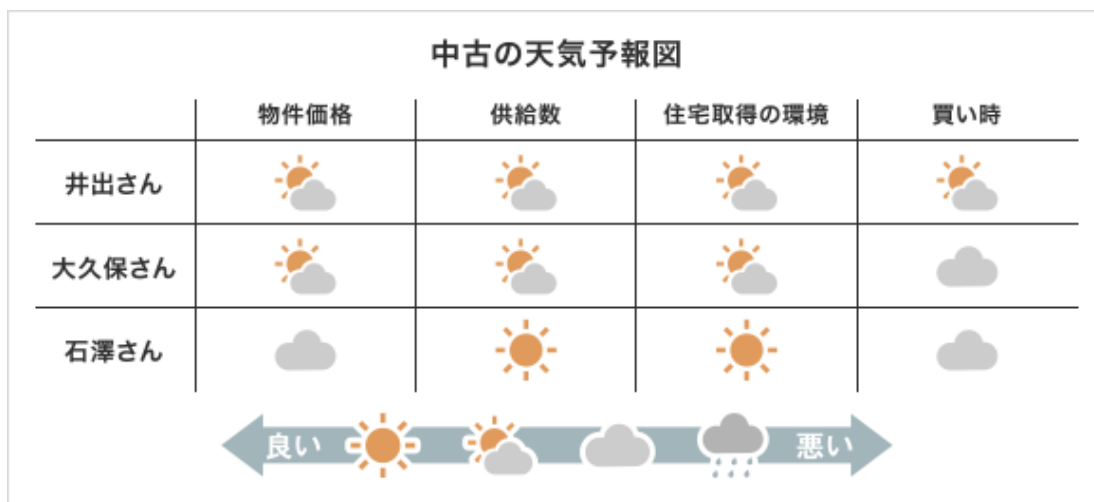 中古の天気予報図
物件価格 供給数 住宅取得の環境 買い時
井出さん
大久保さん
石澤さん
良い 悪い